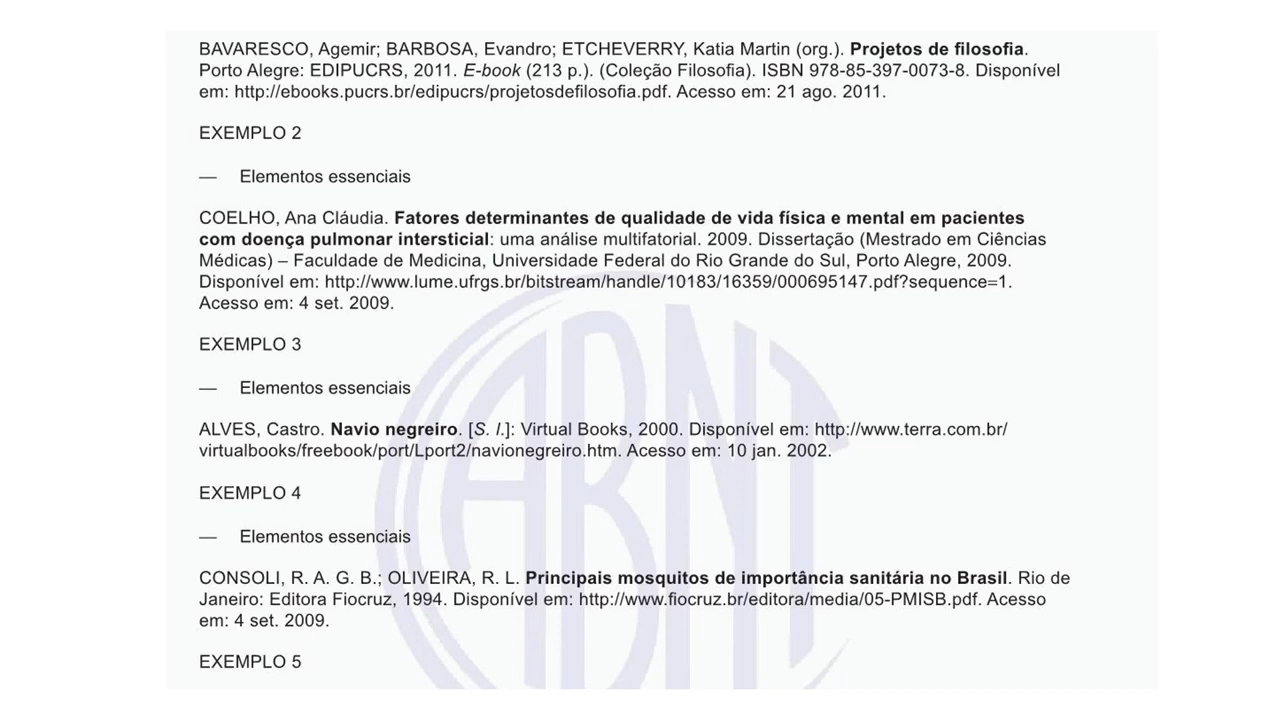 BAVARESCO, Agemir; BARBOSA, Evandro; ETCHEVERRY, Katia Martin (org.). Projetos de filosofia.
Porto Alegre: EDIPUCRS, 2011. E-book (213 p.). (Coleção Filosofia). ISBN 978-85-397-0073-8. Disponível
em: http://ebooks.pucrs.br/edipucrs/projetosdefilosofia.pdf. Acesso em: 21 ago. 2011.
EXEMPLO 2
— Elementos essenciais
COELHO, Ana Cláudia. Fatores determinantes de qualidade de vida física e mental em pacientes
com doença pulmonar intersticial: uma análise multifatorial. 2009. Dissertação (Mestrado em Ciências
Médicas) – Faculdade de Medicina, Universidade Federal do Rio Grande do Sul, Porto Alegre, 2009.
Disponível em: http://www.lume.ufrgs.br/bitstream/handle/10183/16359/000695147.pdf?sequence=1.
Acesso em: 4 set. 2009.
EXEMPLO 3
— Elementos essenciais
ALVES, Castro. Navio negreiro. [S. l.]: Virtual Books, 2000. Disponível em: http://www.terra.com.br/
virtualbooks/freebook/port/Lport2/navionegreiro.htm. Acesso em: 10 jan. 2002.
EXEMPLO 4
— Elementos essenciais
CONSOLI, R. A. G. B.; OLIVEIRA, R. L. Principais mosquitos de importância sanitária no Brasil. Rio de
Janeiro: Editora Fiocruz, 1994. Disponível em: http://www.fiocruz.br/editora/media/05-PMISB.pdf. Acesso
em: 4 set. 2009.
EXEMPLO 5
ABNT